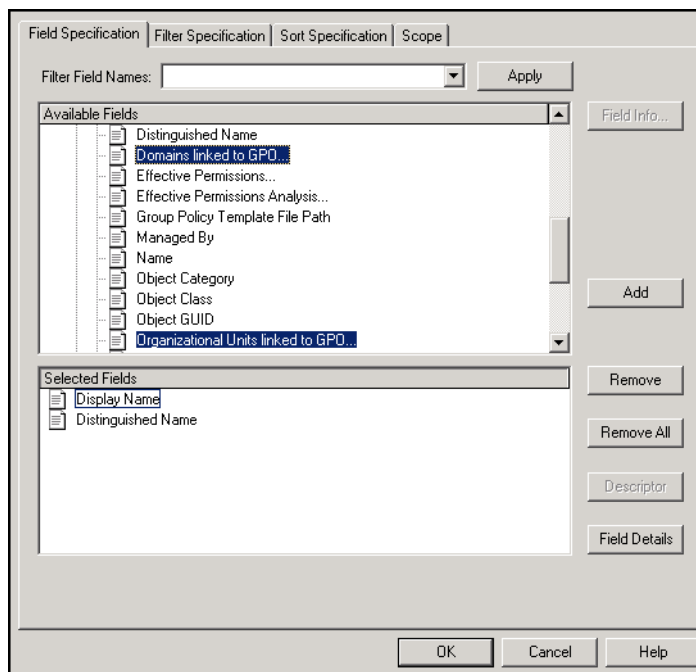 Field Specification Filter Specification Sort Specification Scope
Filter Field Names: Apply
Available Fields Field Info...
Distinguished Name
Domains linked to GPO...
Effective Permissions...
Effective Permissions Analysis...
Group Policy Template File Path
Managed By
Name
Object Category
Object Class Add
Object GUID
Organizational Units linked to GPO...
Selected Fields Remove
Display Name
Distinguished Name
Remove All
Descriptor
Field Details
OK Cancel Help